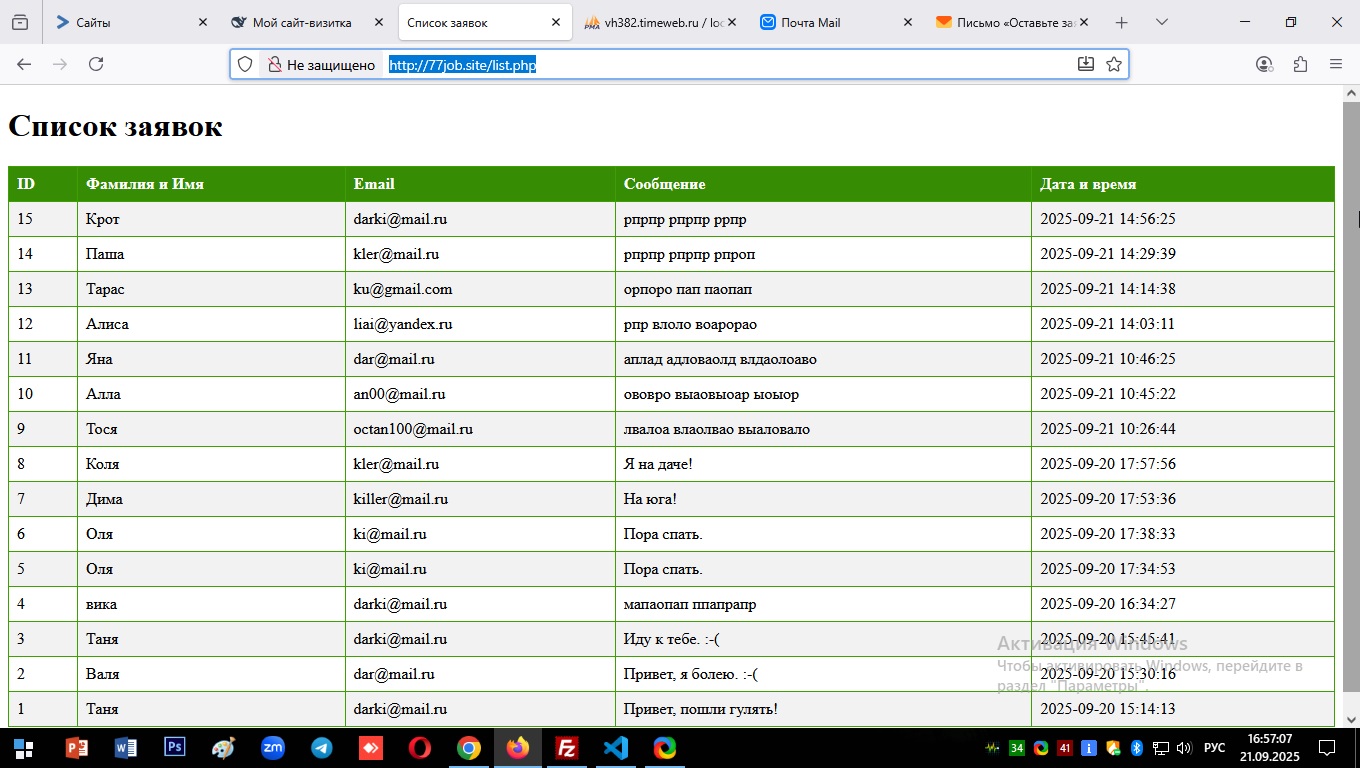 Сайты
Мой сайт-визитка
Список заявок
vh382.timeweb.ru / loc
Почта Mail
Письмо «Оставьте за
Не защищено
http://77job.site/list.php
Список заявок
ID Фамилия и Имя Email Сообщение Дата и время
15 Крот darki@mail.ru рпрпр рпрпр ррпр 2025-09-21 14:56:25
14 Паша kler@mail.ru рпрпр рпрпр рпроп 2025-09-21 14:29:39
13 Тарас ku@gmail.com орпоро пап паопап 2025-09-21 14:14:38
12 Алиса liai@yandex.ru рпр влоло воарорао 2025-09-21 14:03:11
11 Яна dar@mail.ru аплад адловаолд влдаолоаво 2025-09-21 10:46:25
10 Алла an00@mail.ru ововро выаовыоар ыоыор 2025-09-21 10:45:22
9 Тося octan100@mail.ru лвалоа влаолвао выаловало 2025-09-21 10:26:44
8 Коля kler@mail.ru Я на даче! 2025-09-20 17:57:56
7 Дима killer@mail.ru На юга! 2025-09-20 17:53:36
6 Оля ki@mail.ru Пора спать. 2025-09-20 17:38:33
5 Оля ki@mail.ru Пора спать. 2025-09-20 17:34:53
4 вика darki@mail.ru мапаопап ппапрапр 2025-09-20 16:34:27
3 Таня darki@mail.ru Иду к тебе. :-( 2025-09-20 15:45:41
2 Валя dar@mail.ru Привет, я болею. :-( 2025-09-20 15:30:16
1 Таня darki@mail.ru Привет, пошли гулять! 2025-09-20 15:14:13
Активация Windows
Чтобы активировать Windows, перейдите в
раздел "Параметры".
34
41
РУС
16:57:07
21.09.2025